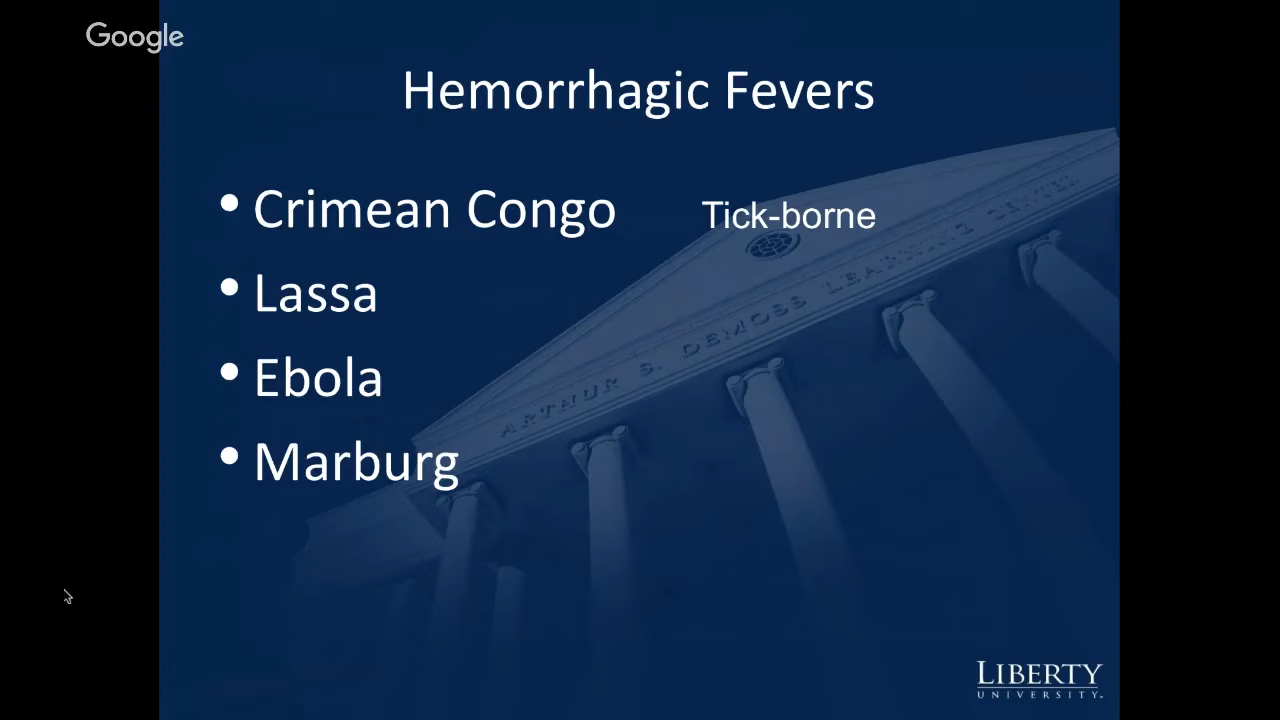 Google
Hemorrhagic Fevers
• Crimean Congo Tick-borne
• Lassa
• Ebola
• Marburg
ARTHUR S. DEMOSS LEARNING CENTER
LIBERTY
UNIVERSITY